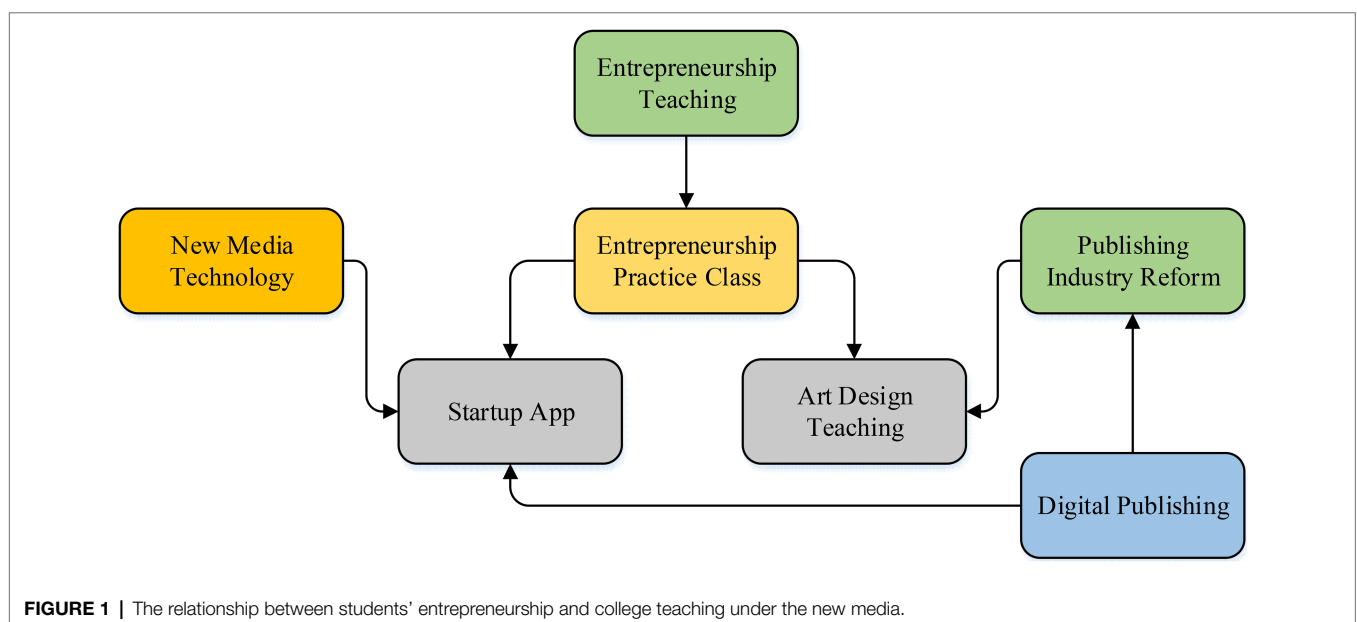 Entrepreneurship
Teaching
New Media
Technology
Entrepreneurship
Practice Class
Publishing
Industry Reform
Startup App
Art Design
Teaching
Digital Publishing
FIGURE 1 | The relationship between students’ entrepreneurship and college teaching under the new media.